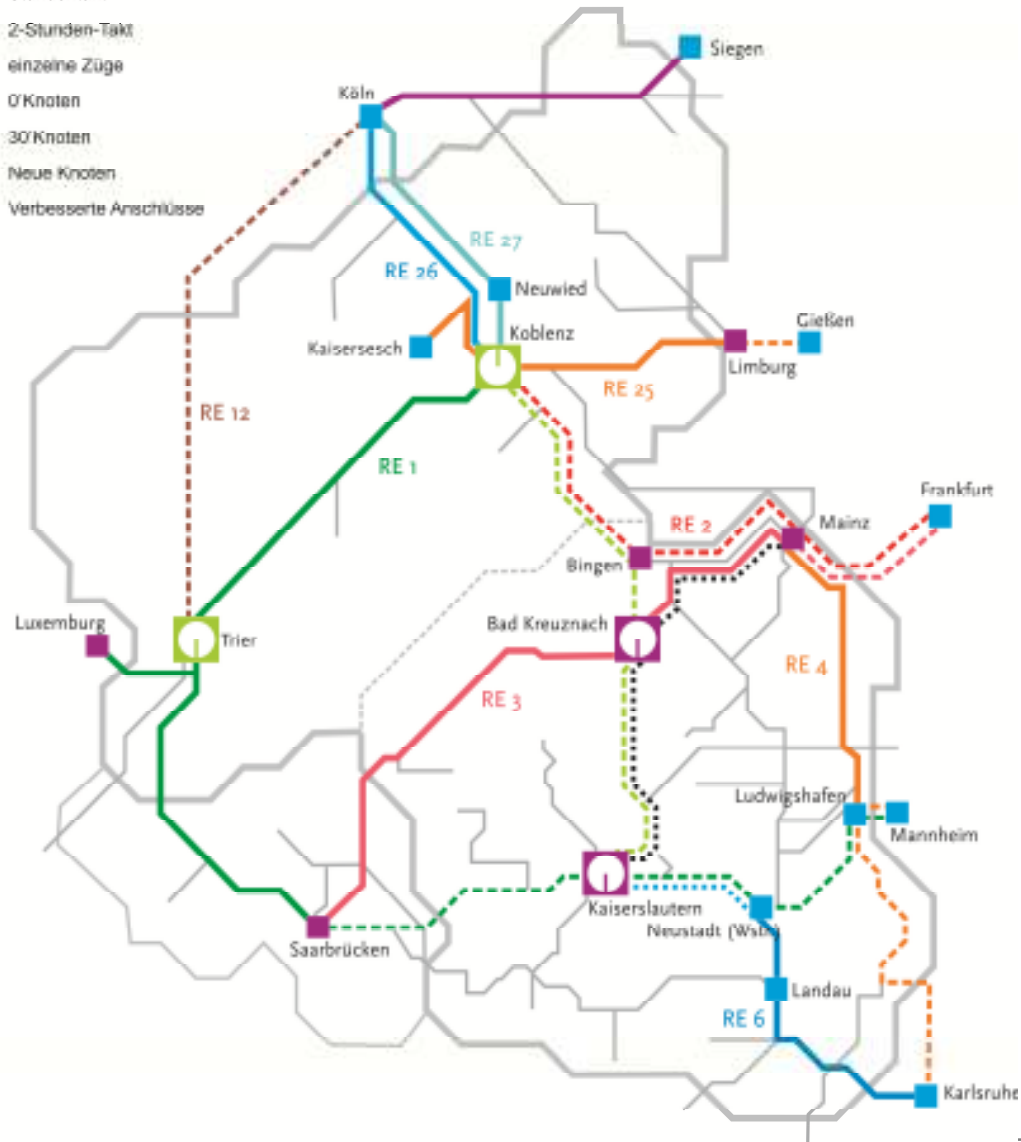 2-Stunden-Takt
einzelne Züge
0'Knoten
30'Knoten
Neue Knoten
Verbesserte Anschlüsse
Siegen
Köln
RE 27
RE 26
Neuwied
Koblenz
Kaisersesch
Gießen
Limburg
RE 25
RE 12
RE 1
Frankfurt
RE 2
Mainz
Bingen
Luxemburg
Trier
Bad Kreuznach
RE 4
RE 3
Ludwigshafen
Mannheim
Kaiserslautern
Neustadt (Wstr)
Saarbrücken
Landau
RE 6
Karlsruhe